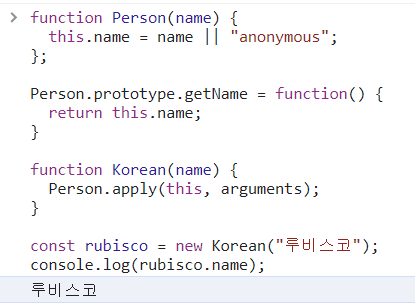 function Person(name) {
  this.name = name || "anonymous";
};

Person.prototype.getName = function() {
  return this.name;
}

function Korean(name) {
  Person.apply(this, arguments);
}

const rubisco = new Korean("루비스코");
console.log(rubisco.name);
루비스코